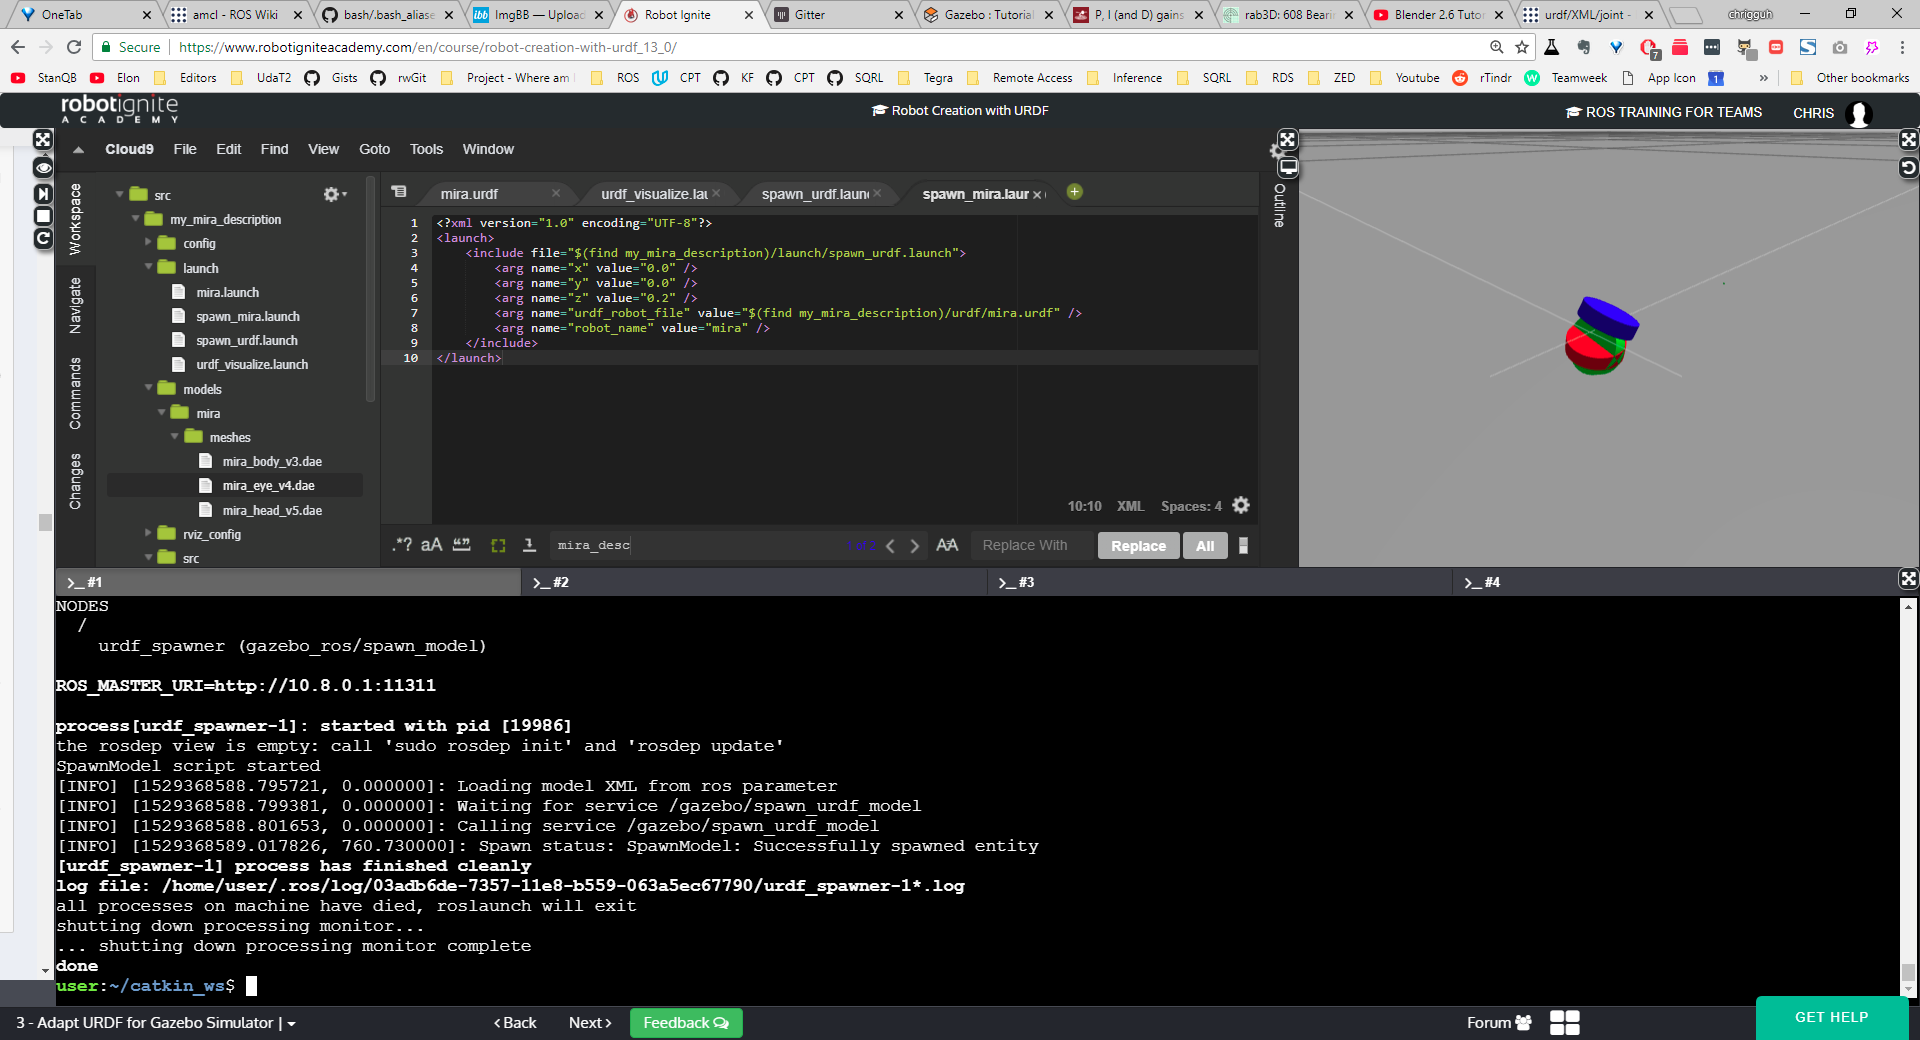 OneTab
amcl - ROS Wiki
bash/.bash_aliase
ibb
ImgBB — Upload
Robot Ignite
Gitter
Gazebo : Tutorial
P, I (and D) gains
rab3D: 608 Beari
Blender 2.6 Tutor
urdf/XML/joint -
chrigguh
Secure
https://www.robotigniteacademy.com/en/course/robot-creation-with-urdf_13_0/
7
StanQB
Elon
Editors
UdaT2
Gists
rwGit
Project - Where am
ROS
CPT
KF
CPT
SQRL
Tegra
Remote Access
Inference
SQRL
RDS
ZED
Youtube
rTindr
Teamweek
App Icon
1
»
Other bookmarks
robotignite
ACADEMY
Robot Creation with URDF
ROS TRAINING FOR TEAMS
CHRIS
Cloud9 File Edit Find View Goto Tools Window
Workspace
Navigate
Commands
Changes
src
my_mira_description
config
launch
mira.launch
spawn_mira.launch
spawn_urdf.launch
urdf_visualize.launch
models
mira
meshes
mira_body_v3.dae
mira_eye_v4.dae
mira_head_v5.dae
rviz_config
src
mira.urdf
urdf_visualize.lau
spawn_urdf.laun
spawn_mira.laun
Outline
1 <?xml version="1.0" encoding="UTF-8"?>
2 <launch>
3 <include file="$(find my_mira_description)/launch/spawn_urdf.launch">
4 <arg name="x" value="0.0" />
5 <arg name="y" value="0.0" />
6 <arg name="z" value="0.2" />
7 <arg name="urdf_robot_file" value="$(find my_mira_description)/urdf/mira.urdf" />
8 <arg name="robot_name" value="mira" />
9 </include>
10 </launch>
10:10 XML Spaces: 4
.*? aA
mira_desc
1 of 2
Replace With
Replace
All
>_ #1
>_ #2
>_ #3
>_ #4
NODES
/
urdf_spawner (gazebo_ros/spawn_model)
ROS_MASTER_URI=http://10.8.0.1:11311
process[urdf_spawner-1]: started with pid [19986]
the rosdep view is empty: call 'sudo rosdep init' and 'rosdep update'
SpawnModel script started
[INFO] [1529368588.795721, 0.000000]: Loading model XML from ros parameter
[INFO] [1529368588.799381, 0.000000]: Waiting for service /gazebo/spawn_urdf_model
[INFO] [1529368588.801653, 0.000000]: Calling service /gazebo/spawn_urdf_model
[INFO] [1529368589.017826, 760.730000]: Spawn status: SpawnModel: Successfully spawned entity
[urdf_spawner-1] process has finished cleanly
log file: /home/user/.ros/log/03adb6de-7357-11e8-b559-063a5ec67790/urdf_spawner-1*.log
all processes on machine have died, roslaunch will exit
shutting down processing monitor...
... shutting down processing monitor complete
done
user:~/catkin_ws$
3 - Adapt URDF for Gazebo Simulator |
Back
Next
Feedback
Forum
GET HELP